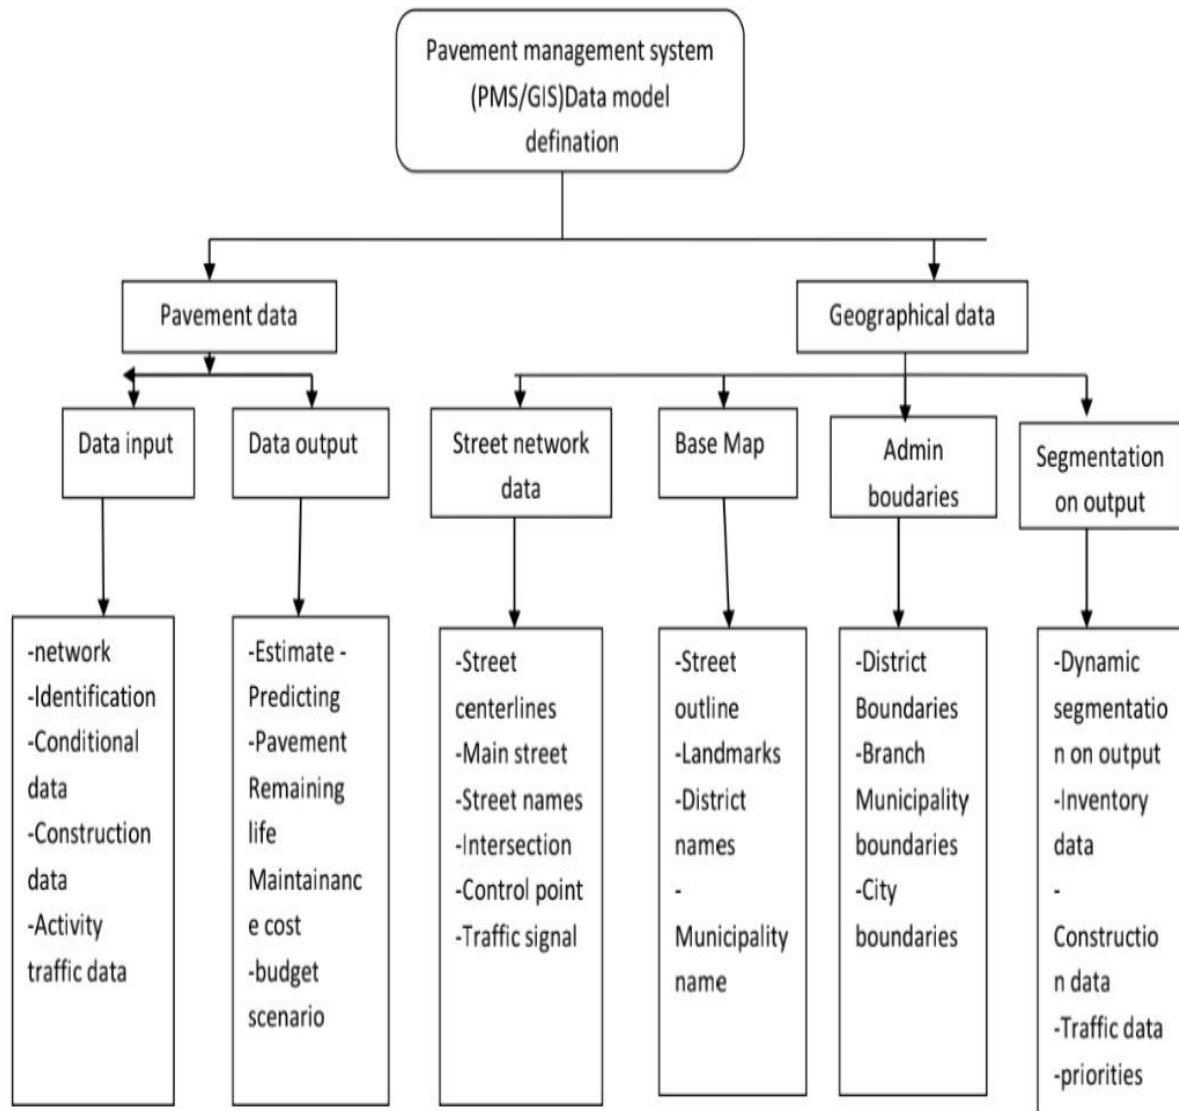 Pavement management system
(PMS/GIS)Data model
defination
Pavement data
Geographical data
Data input
Data output
Street network
data
Base Map
Admin
boudaries
Segmentation
on output
-network
-Identification
-Conditional
data
-Construction
data
-Activity
traffic data
-Estimate -
Predicting
-Pavement
Remaining
life
Maintainanc
e cost
-budget
scenario
-Street
centerlines
-Main street
-Street names
-Intersection
-Control point
-Traffic signal
-Street
outline
-Landmarks
-District
names
-
Municipality
name
-District
Boundaries
-Branch
Municipality
boundaries
-City
boundaries
-Dynamic
segmentatio
n on output
-Inventory
data
-
Constructio
n data
-Traffic data
-priorities